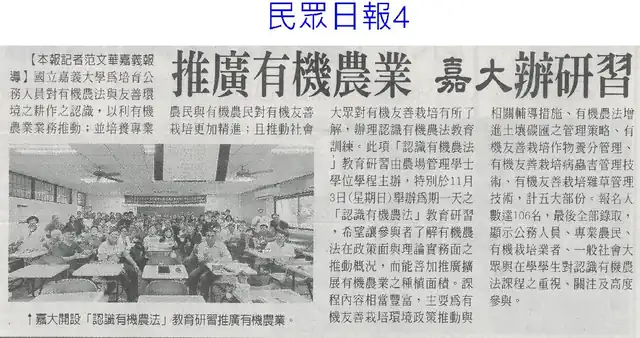 民眾日報4
推廣有機農業 嘉大辦研習
【本報記者范文華嘉義報
導】國立嘉義大學為培育公
務人員對有機農法與友善環
境之耕作之認識，以利有機
農業業務推動；並培養專業
農民與有機農民對有機友善
栽培更加精進；且推動社會
大眾對有機友善栽培有所了
解，辦理認識有機農法教育
訓練。此項「認識有機農法
」教育研習由農場管理學士
學位學程主辦，特別於11月
3日(星期日)舉辦為期一天之
「認識有機農法」教育研習
，希望讓參與者了解有機農
法在政策面與理論實務面之
推動概況，而能善加推廣擴
展有機農業之種植面積。課
程內容相當豐富，主要為有
機友善栽培環境政策推動與
相關輔導措施、有機農法增
進土壤碳匯之管理策略、有
機友善栽培作物養分管理、
有機友善栽培病蟲害管理技
術、有機友善栽培雜草管理
技術，計五大部份。報名人
數達106名，最後全部錄取，
顯示公務人員、專業農民、
有機栽培業者、一般社會大
眾與在學學生對認識有機農
法課程之重視、關注及高度
參與。
↑嘉大開設「認識有機農法」教育研習推廣有機農業。